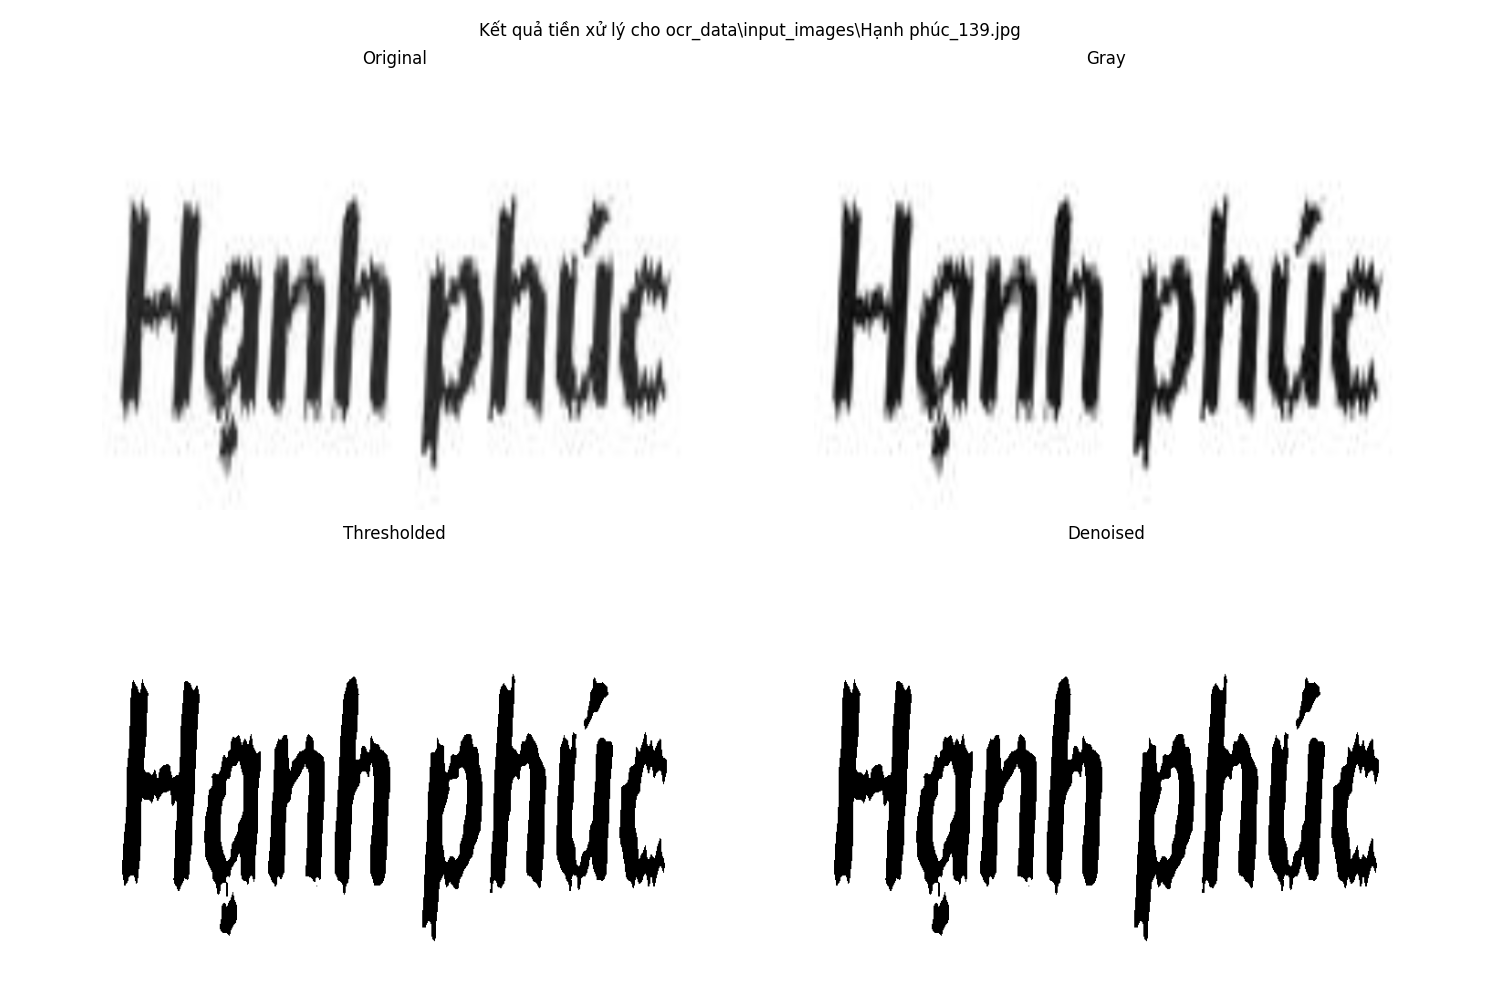 Kết quả tiền xử lý cho ocr_data\input_images\Hạnh phúc_139.jpg
Original
Gray
Hạnh phúc
Hạnh phúc
Thresholded
Denoised
Hạnh phúc
Hạnh phúc